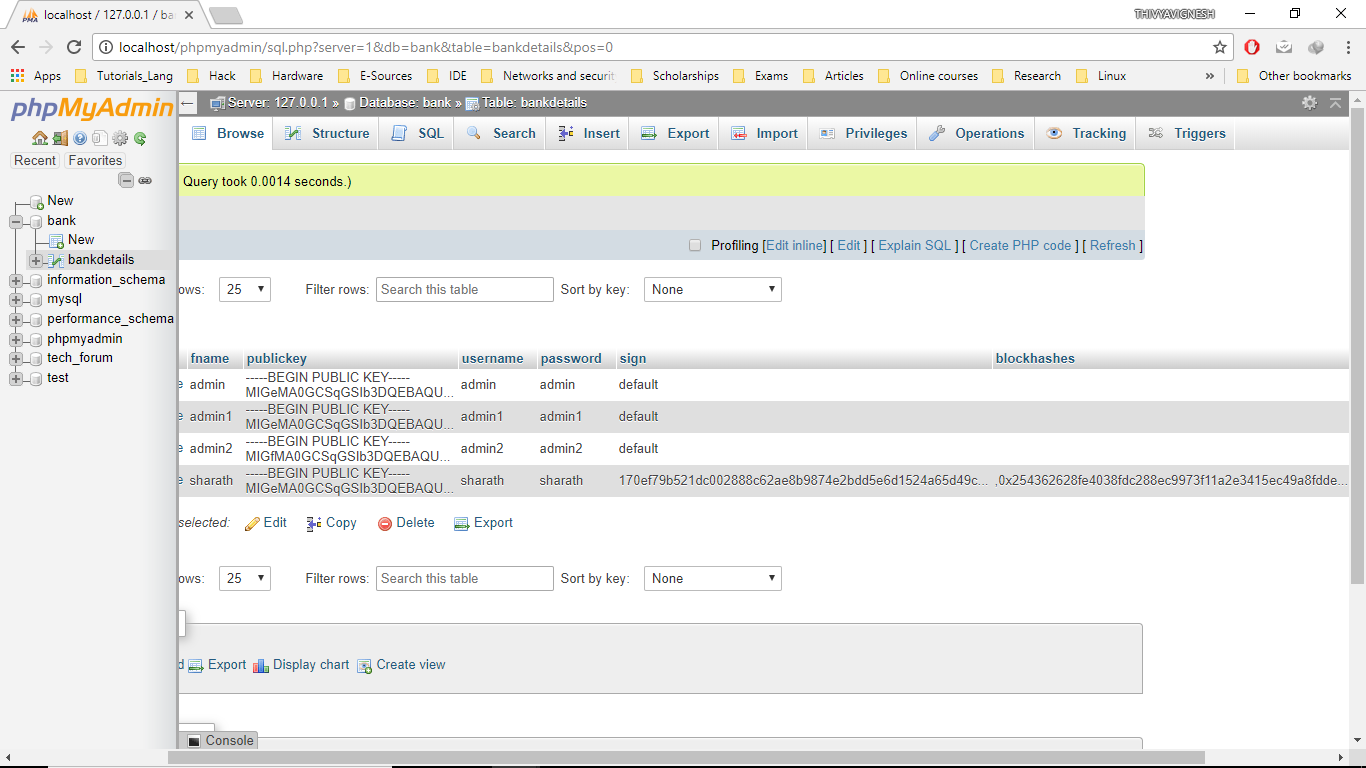 localhost / 127.0.0.1 / ba
THIVYAVIGNESH
localhost/phpmyadmin/sql.php?server=1&db=bank&table=bankdetails&pos=0
Apps Tutorials_Lang Hack Hardware E-Sources IDE Networks and securit Scholarships Exams Articles Online courses Research Linux » Other bookmarks
phpMyAdmin
Recent Favorites
New
bank
New
bankdetails
information_schema
mysql
performance_schema
phpmyadmin
tech_forum
test
Server: 127.0.0.1 » Database: bank » Table: bankdetails
Browse Structure SQL Search Insert Export Import Privileges Operations Tracking Triggers
Query took 0.0014 seconds.)
Profiling [Edit inline] [ Edit ] [ Explain SQL ] [ Create PHP code ] [ Refresh ]
ows: 25 Filter rows: Search this table Sort by key: None
fname publickey username password sign blockhashes
e admin -----BEGIN PUBLIC KEY----- admin admin default
MIGeMA0GCSqGSIb3DQEBAQU...
e admin1 -----BEGIN PUBLIC KEY----- admin1 admin1 default
MIGeMA0GCSqGSIb3DQEBAQU...
e admin2 -----BEGIN PUBLIC KEY----- admin2 admin2 default
MIGfMA0GCSqGSIb3DQEBAQU...
e sharath -----BEGIN PUBLIC KEY----- sharath sharath 170ef79b521dc002888c62ae8b9874e2bdd5e6d1524a65d49c... ,0x254362628fe4038fdc288ec9973f11a2e3415ec49a8fdde...
MIGeMA0GCSqGSIb3DQEBAQU...
selected: Edit Copy Delete Export
ows: 25 Filter rows: Search this table Sort by key: None
d Export Display chart Create view
Console